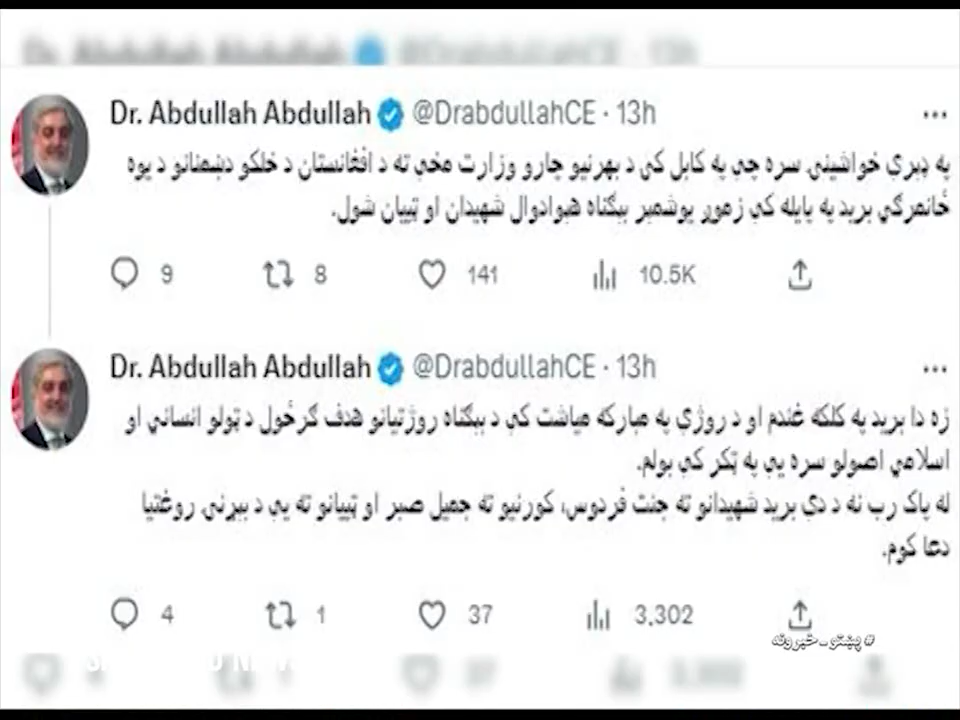 Dr. Abdullah Abdullah @DrabdullahCE · 13h
په ډېرې خواشينۍ سره چې په کابل کې د بهرنيو چارو وزارت مخې ته د افغانستان د خلکو دښمنانو د يوه
ځانمرګي بريد په پايله کې زموږ يوشمېر بېګناه هېوادوال شهيدان او ټپيان شول.
9 8 141 10.5K
Dr. Abdullah Abdullah @DrabdullahCE · 13h
زه دا بريد په کلکه غندم او د روژې په مبارکه مياشت کې د بېګناه روژتيانو هدف ګرځول د ټولو انساني او
اسلامي اصولو سره يې په ټکر کې بولم.
له پاک رب نه د دې بريد شهيدانو ته جنت فردوس، کورنيو ته جميل صبر او ټپيانو ته يې د بېړنۍ روغتيا
دعا کوم.
4 1 37 3,302
# پښتو_خبرونه